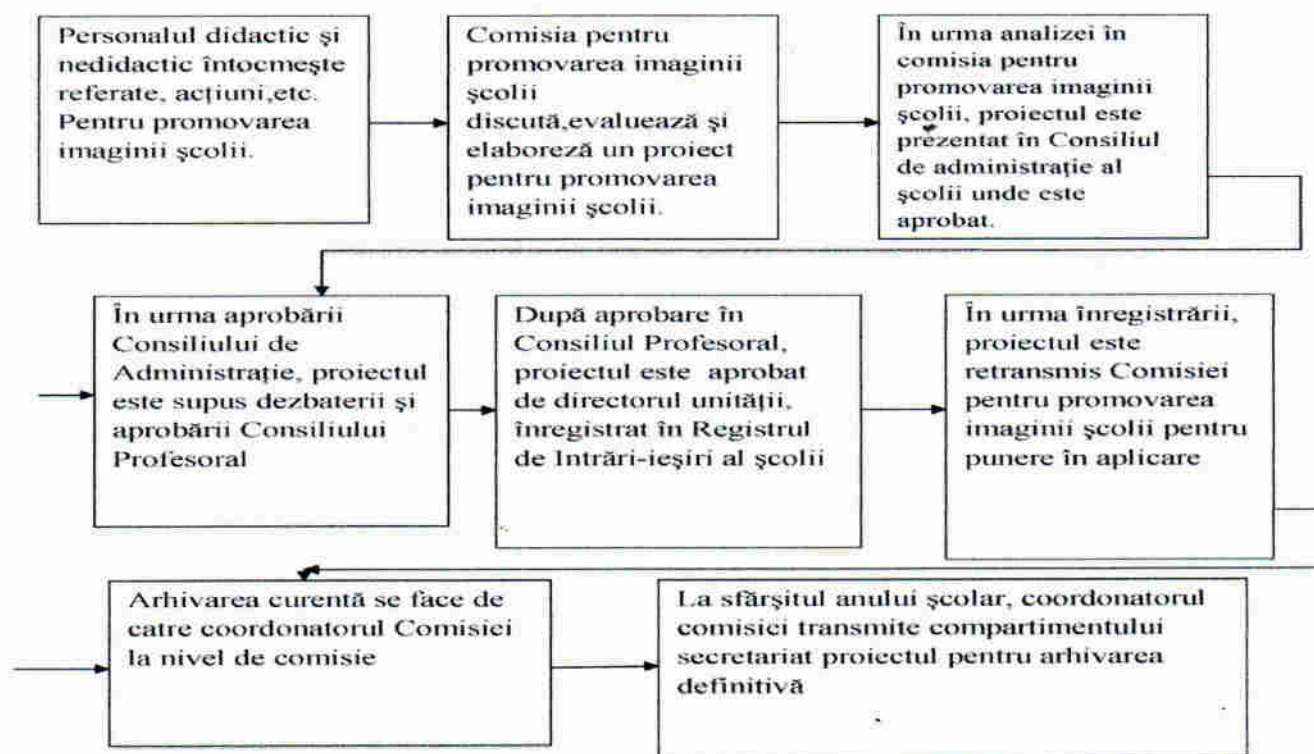 Personalul didactic şi
nedidactic întocmeşte
referate, acţiuni,etc.
Pentru promovarea
imaginii şcolii.
Comisia pentru
promovarea imaginii
şcolii
discută,evaluează şi
elaboreză un proiect
pentru promovarea
imaginii şcolii.
În urma analizei în
comisia pentru
promovarea imaginii
şcolii, proiectul este
prezentat în Consiliul
de administraţie al
şcolii unde este
aprobat.
În urma aprobării
Consiliului de
Administraţie, proiectul
este supus dezbaterii şi
aprobării Consiliului
Profesoral
După aprobare în
Consiliul Profesoral,
proiectul este aprobat
de directorul unităţii,
înregistrat în Registrul
de Intrări-ieşiri al şcolii
În urma înregistrării,
proiectul este
retransmis Comisiei
pentru promovarea
imaginii şcolii pentru
punere în aplicare
Arhivarea curentă se face de
catre coordonatorul Comisiei
la nivel de comisie
La sfârşitul anului şcolar, coordonatorul
comisiei transmite compartimentului
secretariat proiectul pentru arhivarea
definitivă